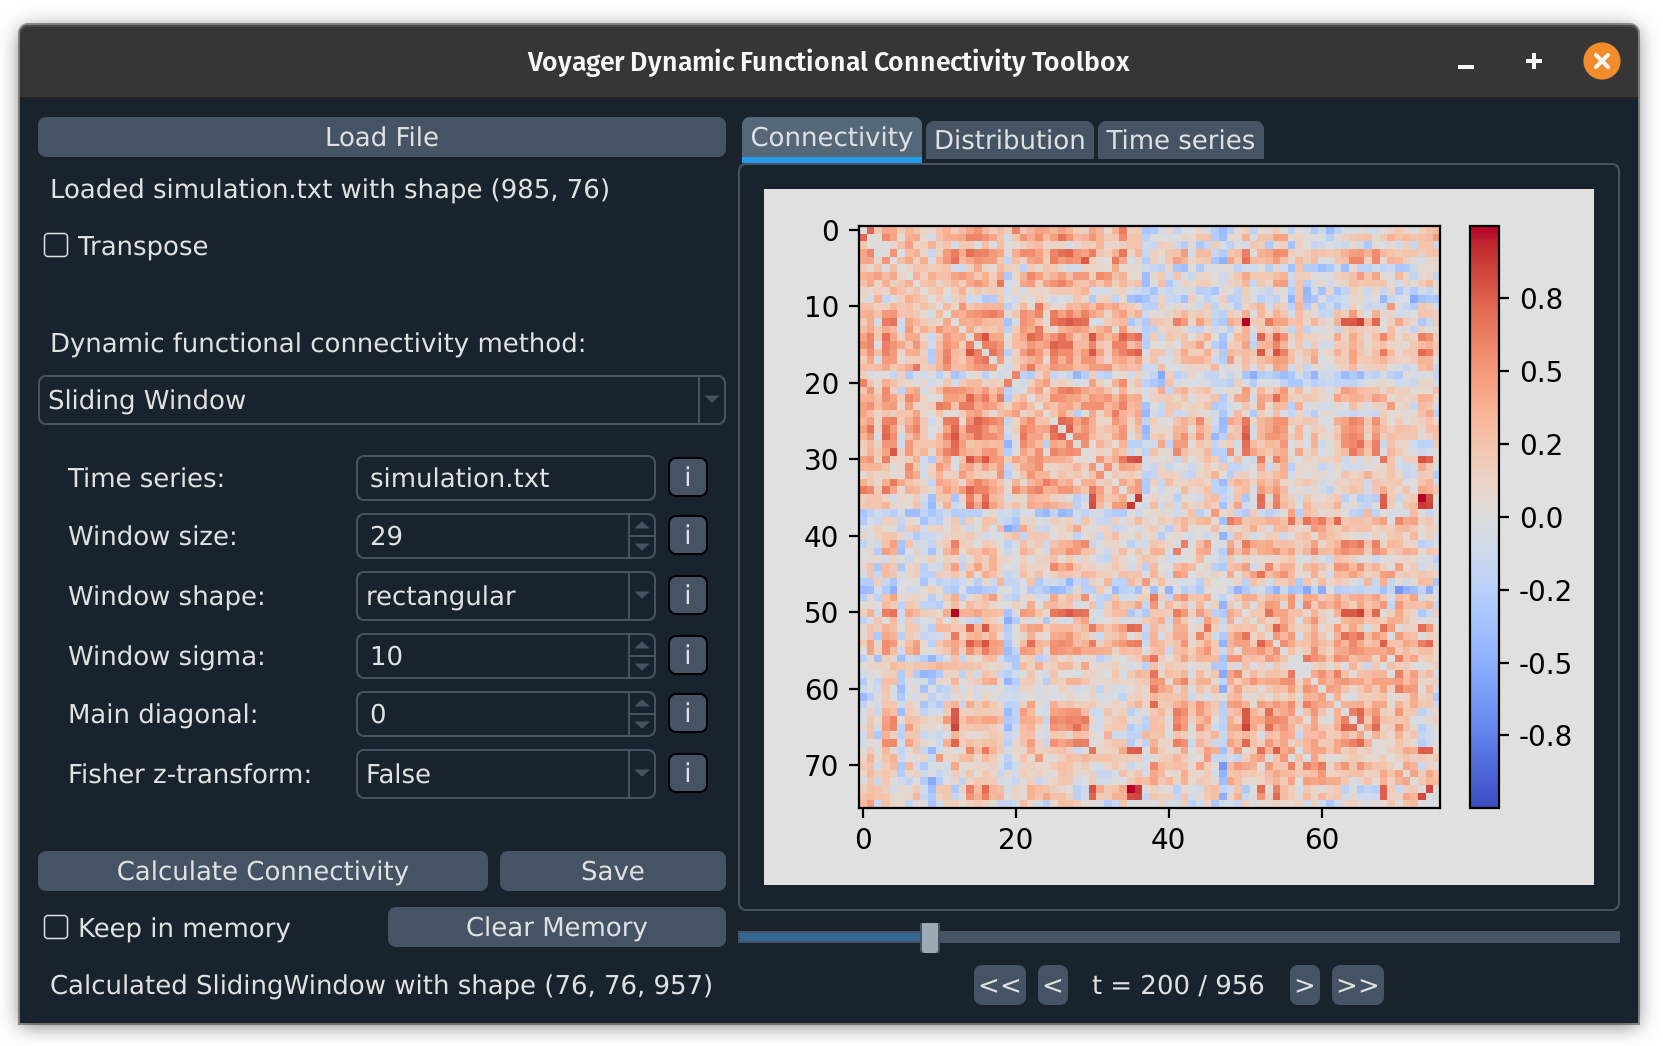 Voyager Dynamic Functional Connectivity Toolbox
Load File
Loaded simulation.txt with shape (985, 76)
Transpose
Dynamic functional connectivity method:
Sliding Window
Time series: simulation.txt i
Window size: 29 i
Window shape: rectangular i
Window sigma: 10 i
Main diagonal: 0 i
Fisher z-transform: False i
Calculate Connectivity Save
Keep in memory Clear Memory
Calculated SlidingWindow with shape (76, 76, 957)
Connectivity Distribution Time series
0
10
20
30
40
50
60
70
0 20 40 60
0.8
0.5
0.2
0.0
-0.2
-0.5
-0.8
<< < t = 200 / 956 > >>